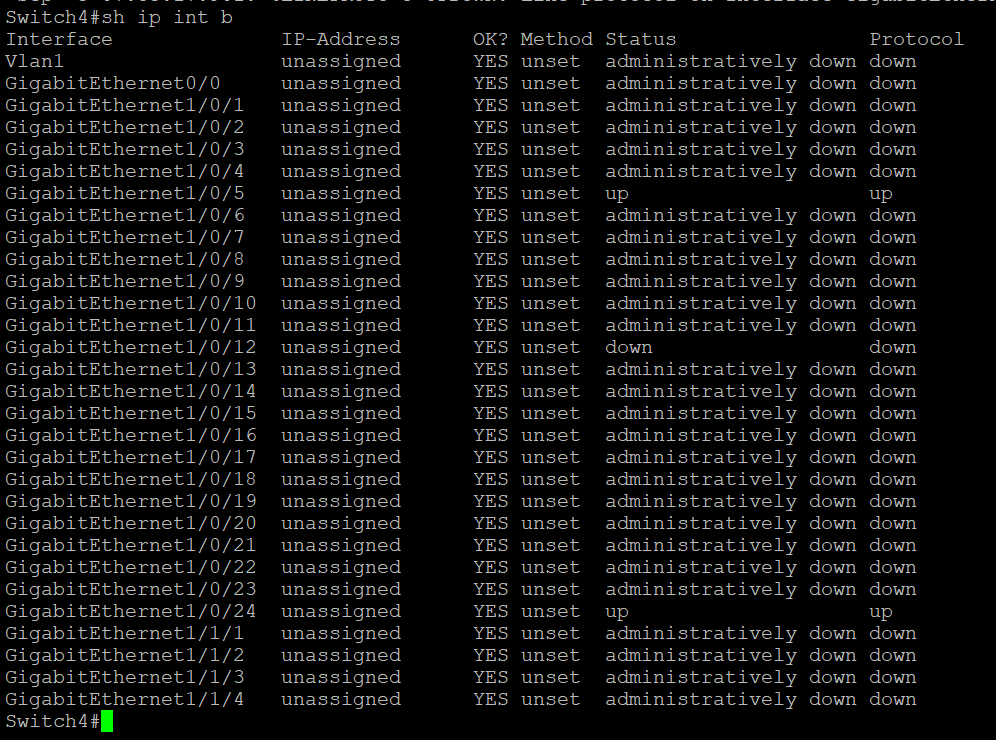 Switch4#sh ip int b
Interface IP-Address OK? Method Status Protocol
Vlan1 unassigned YES unset administratively down down
GigabitEthernet0/0 unassigned YES unset administratively down down
GigabitEthernet1/0/1 unassigned YES unset administratively down down
GigabitEthernet1/0/2 unassigned YES unset administratively down down
GigabitEthernet1/0/3 unassigned YES unset administratively down down
GigabitEthernet1/0/4 unassigned YES unset administratively down down
GigabitEthernet1/0/5 unassigned YES unset up up
GigabitEthernet1/0/6 unassigned YES unset administratively down down
GigabitEthernet1/0/7 unassigned YES unset administratively down down
GigabitEthernet1/0/8 unassigned YES unset administratively down down
GigabitEthernet1/0/9 unassigned YES unset administratively down down
GigabitEthernet1/0/10 unassigned YES unset administratively down down
GigabitEthernet1/0/11 unassigned YES unset administratively down down
GigabitEthernet1/0/12 unassigned YES unset down down
GigabitEthernet1/0/13 unassigned YES unset administratively down down
GigabitEthernet1/0/14 unassigned YES unset administratively down down
GigabitEthernet1/0/15 unassigned YES unset administratively down down
GigabitEthernet1/0/16 unassigned YES unset administratively down down
GigabitEthernet1/0/17 unassigned YES unset administratively down down
GigabitEthernet1/0/18 unassigned YES unset administratively down down
GigabitEthernet1/0/19 unassigned YES unset administratively down down
GigabitEthernet1/0/20 unassigned YES unset administratively down down
GigabitEthernet1/0/21 unassigned YES unset administratively down down
GigabitEthernet1/0/22 unassigned YES unset administratively down down
GigabitEthernet1/0/23 unassigned YES unset administratively down down
GigabitEthernet1/0/24 unassigned YES unset up up
GigabitEthernet1/1/1 unassigned YES unset administratively down down
GigabitEthernet1/1/2 unassigned YES unset administratively down down
GigabitEthernet1/1/3 unassigned YES unset administratively down down
GigabitEthernet1/1/4 unassigned YES unset administratively down down
Switch4#